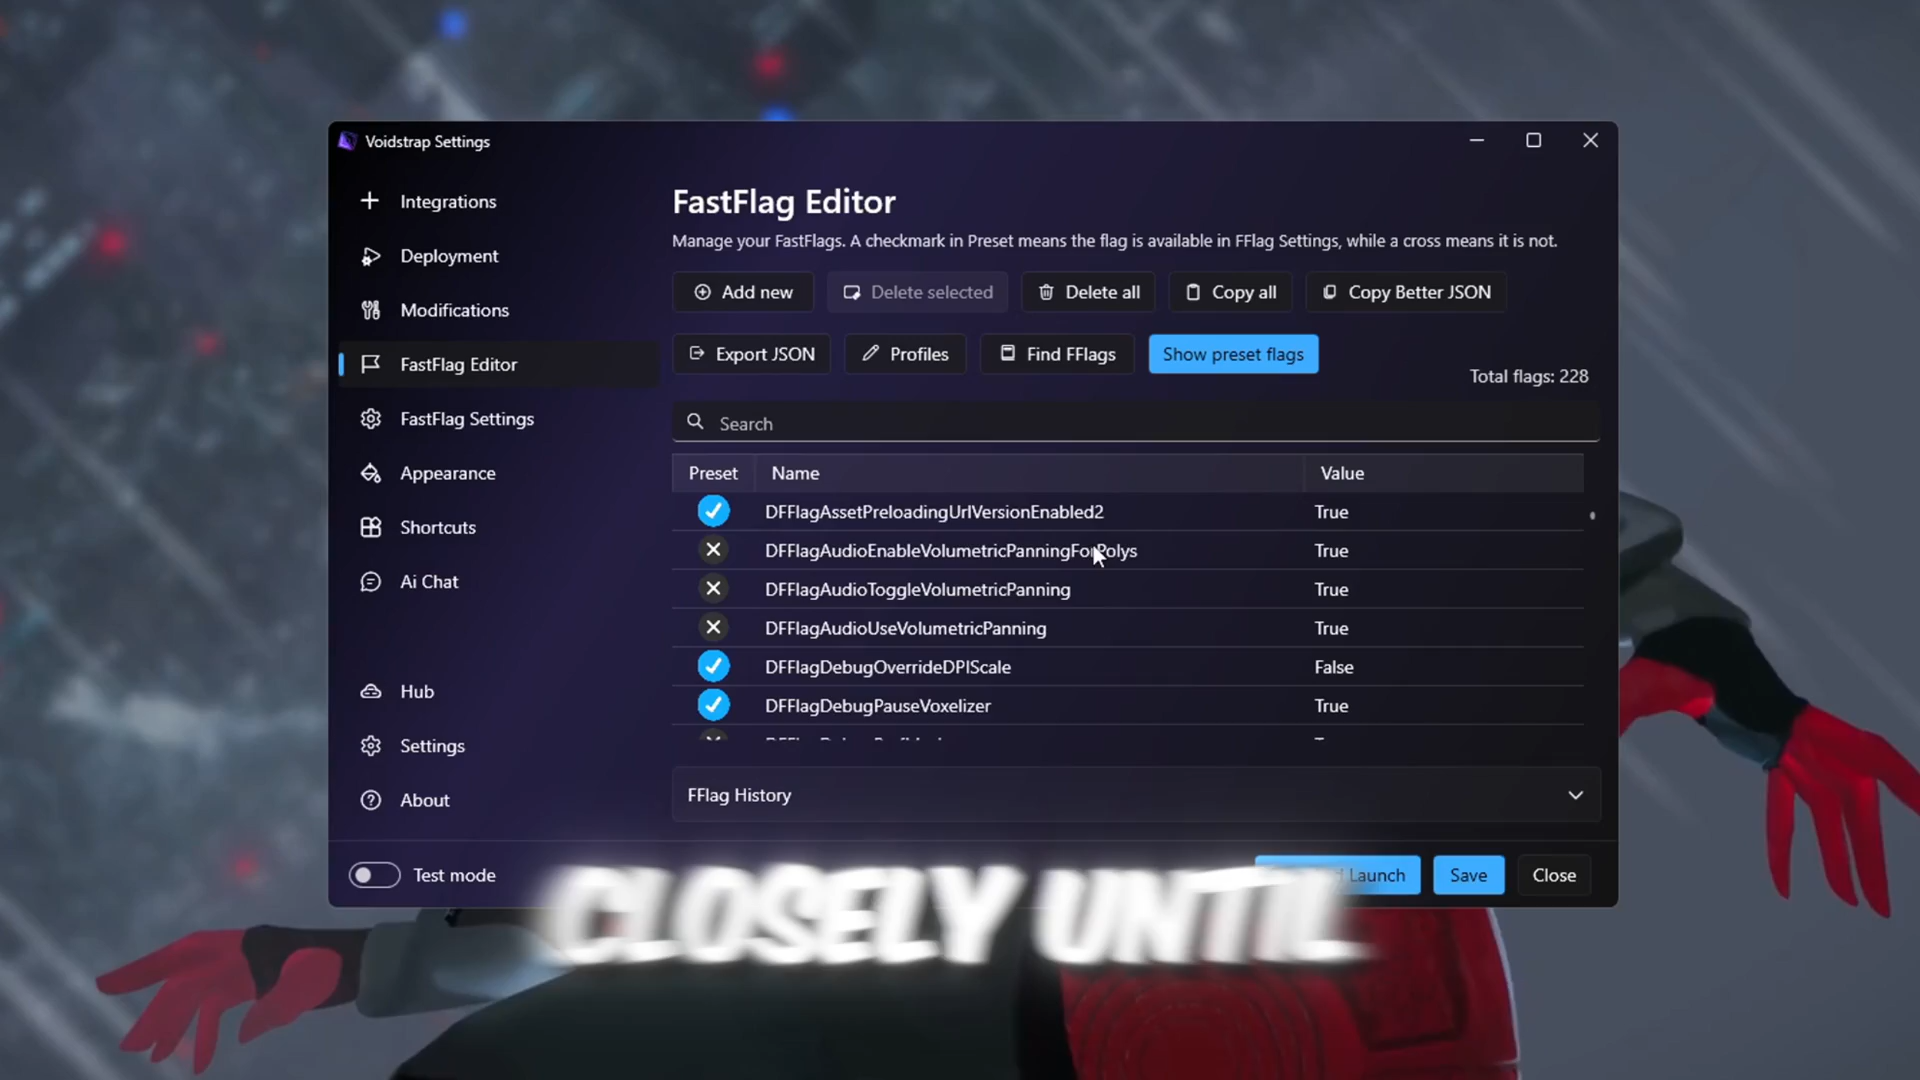 Voidstrap Settings
Integrations
Deployment
Modifications
FastFlag Editor
FastFlag Settings
Appearance
Shortcuts
Ai Chat
Hub
Settings
About
Test mode
FastFlag Editor
Manage your FastFlags. A checkmark in Preset means the flag is available in FFlag Settings, while a cross means it is not.
Add new
Delete selected
Delete all
Copy all
Copy Better JSON
Export JSON
Profiles
Find FFlags
Show preset flags
Total flags: 228
Search
Preset Name Value
DFFlagAssetPreloadingUrlVersionEnabled2 True
DFFlagAudioEnableVolumetricPanningForPolys True
DFFlagAudioToggleVolumetricPanning True
DFFlagAudioUseVolumetricPanning True
DFFlagDebugOverrideDPIScale False
DFFlagDebugPauseVoxelizer True
FFlag History
Launch
Save
Close
CLOSELY UNTIL